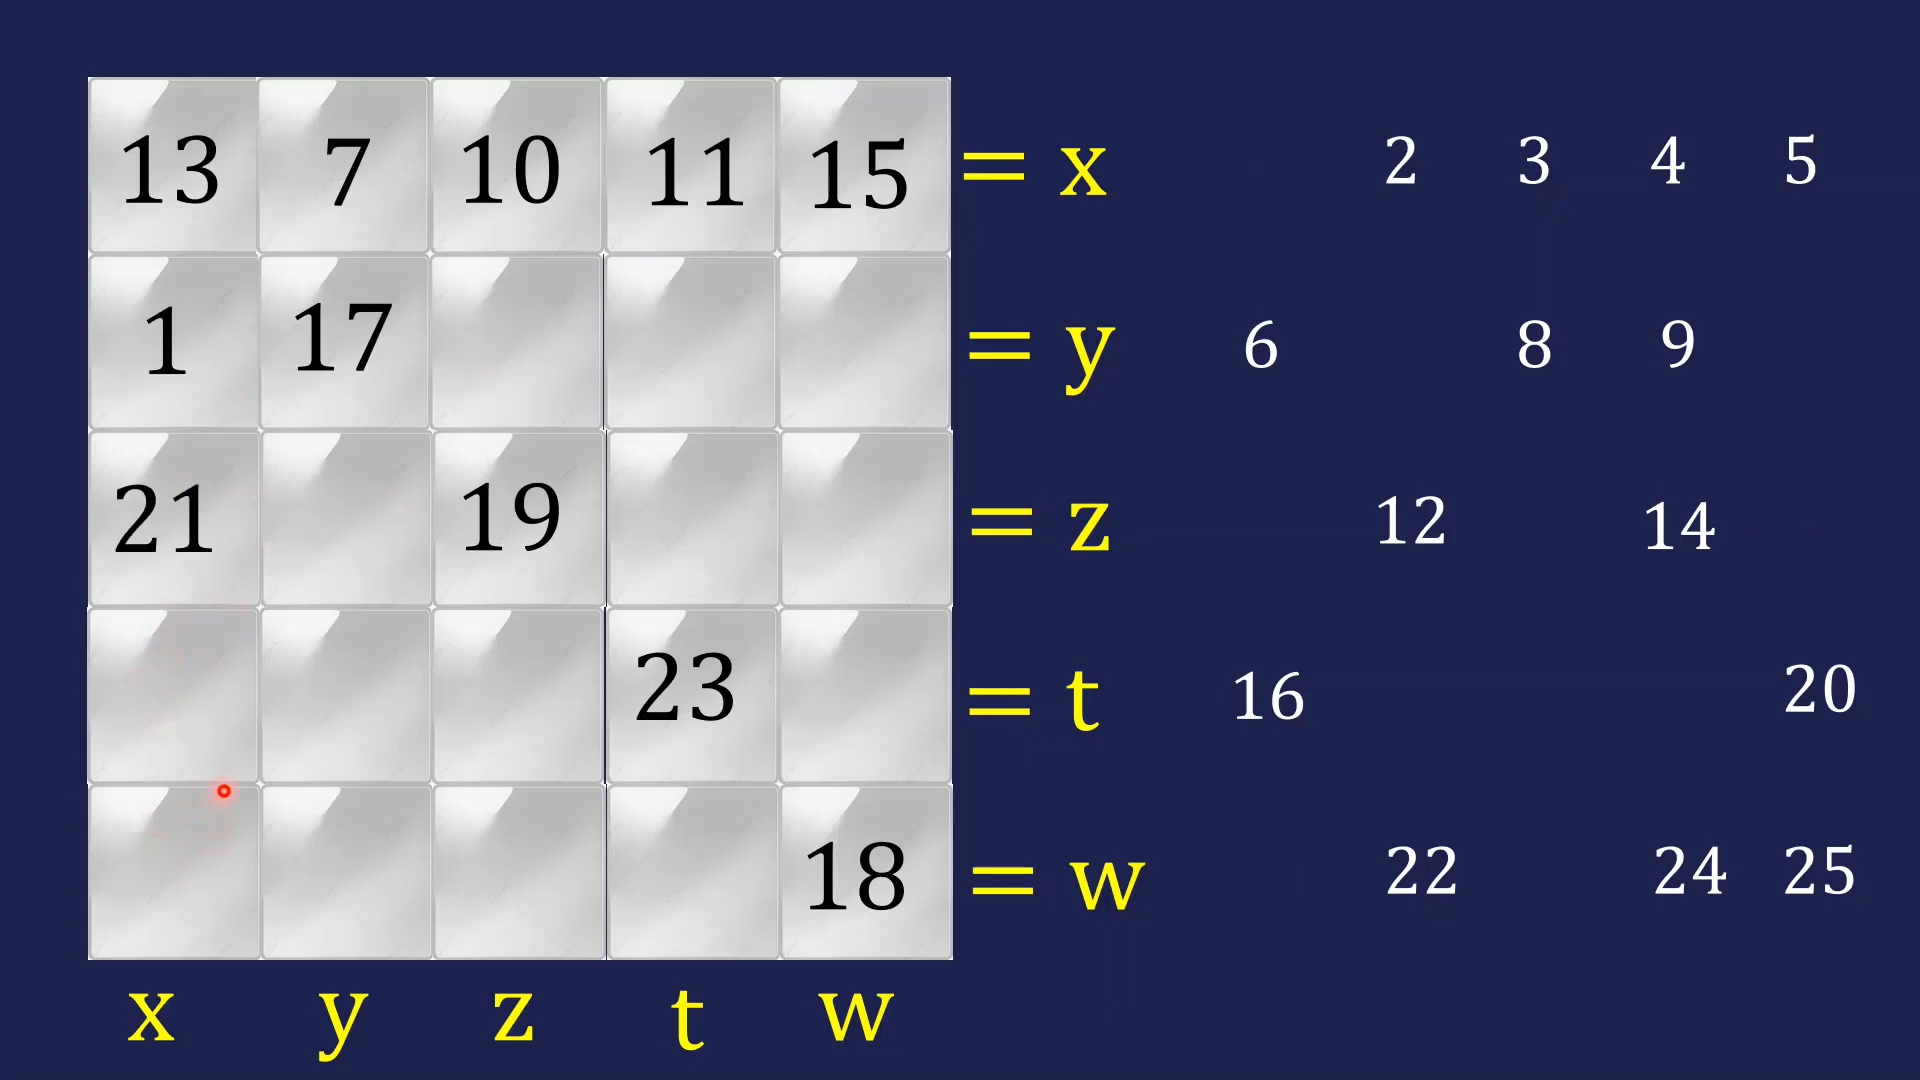 13 7 10 11 15 = x 2 3 4 5
1 17 = y 6 8 9
21 19 = z 12 14
23 = t 16 20
18 = w 22 24 25
x y z t w